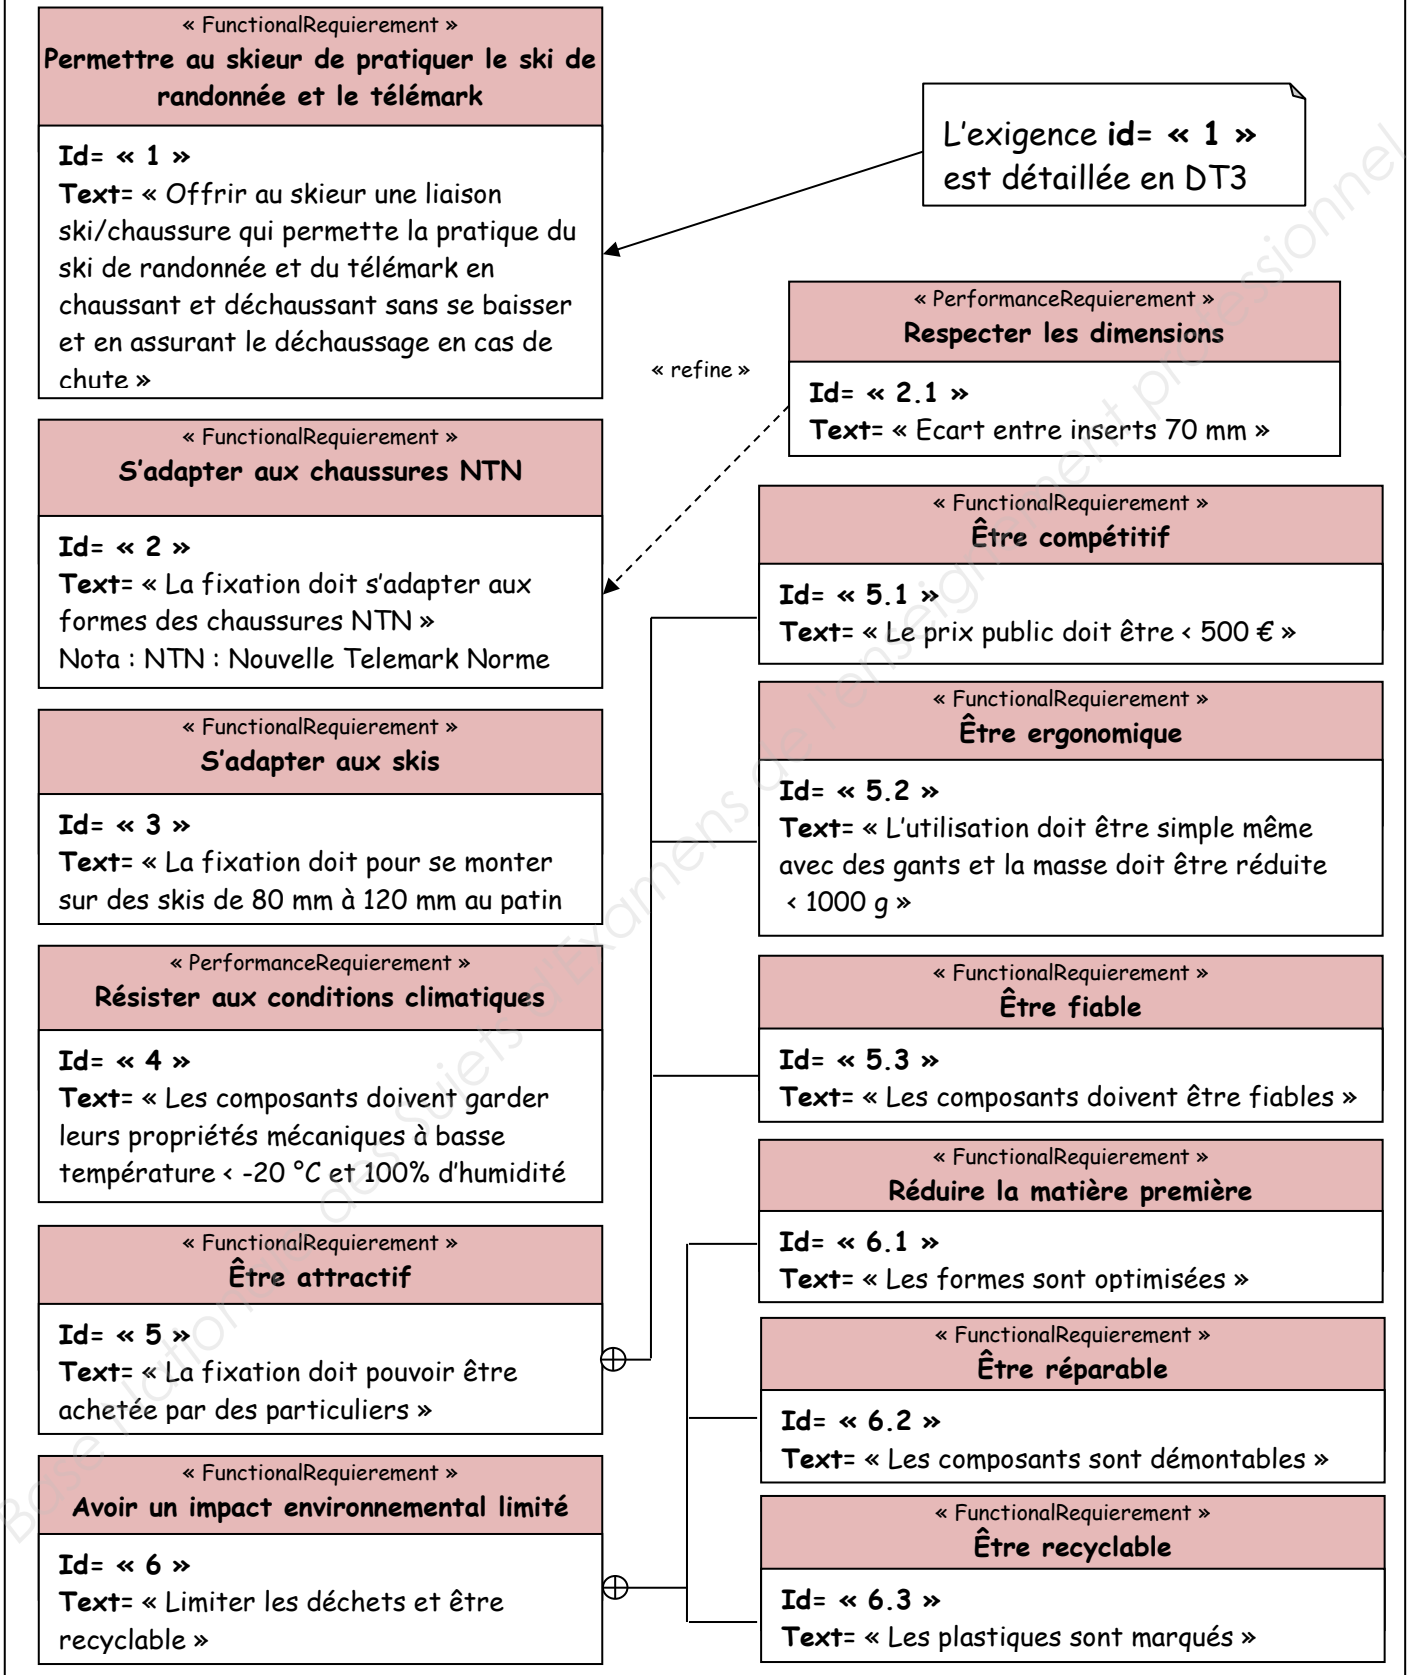 « FunctionalRequierement »
Permettre au skieur de pratiquer le ski de
randonnée et le télémark
Id= « 1 »
Text= « Offrir au skieur une liaison
ski/chaussure qui permette la pratique du
ski de randonnée et du télémark en
chaussant et déchaussant sans se baisser
et en assurant le déchaussage en cas de
chute »
L'exigence id= « 1 »
est détaillée en DT3
« PerformanceRequierement »
Respecter les dimensions
Id= « 2.1 »
Text= « Ecart entre inserts 70 mm »
« refine »
« FunctionalRequierement »
S'adapter aux chaussures NTN
Id= « 2 »
Text= « La fixation doit s'adapter aux
formes des chaussures NTN »
Nota : NTN : Nouvelle Telemark Norme
« FunctionalRequierement »
Être compétitif
Id= « 5.1 »
Text= « Le prix public doit être < 500 € »
« FunctionalRequierement »
S'adapter aux skis
Id= « 3 »
Text= « La fixation doit pour se monter
sur des skis de 80 mm à 120 mm au patin
« FunctionalRequierement »
Être ergonomique
Id= « 5.2 »
Text= « L'utilisation doit être simple même
avec des gants et la masse doit être réduite
< 1000 g »
« PerformanceRequierement »
Résister aux conditions climatiques
Id= « 4 »
Text= « Les composants doivent garder
leurs propriétés mécaniques à basse
température < -20 °C et 100% d'humidité
« FunctionalRequierement »
Être fiable
Id= « 5.3 »
Text= « Les composants doivent être fiables »
« FunctionalRequierement »
Être attractif
Id= « 5 »
Text= « La fixation doit pouvoir être
achetée par des particuliers »
« FunctionalRequierement »
Réduire la matière première
Id= « 6.1 »
Text= « Les formes sont optimisées »
« FunctionalRequierement »
Être réparable
Id= « 6.2 »
Text= « Les composants sont démontables »
« FunctionalRequierement »
Avoir un impact environnemental limité
Id= « 6 »
Text= « Limiter les déchets et être
recyclable »
« FunctionalRequierement »
Être recyclable
Id= « 6.3 »
Text= « Les plastiques sont marqués »
Base Nationale des Sujets d'Examens de l'enseignement professionnel